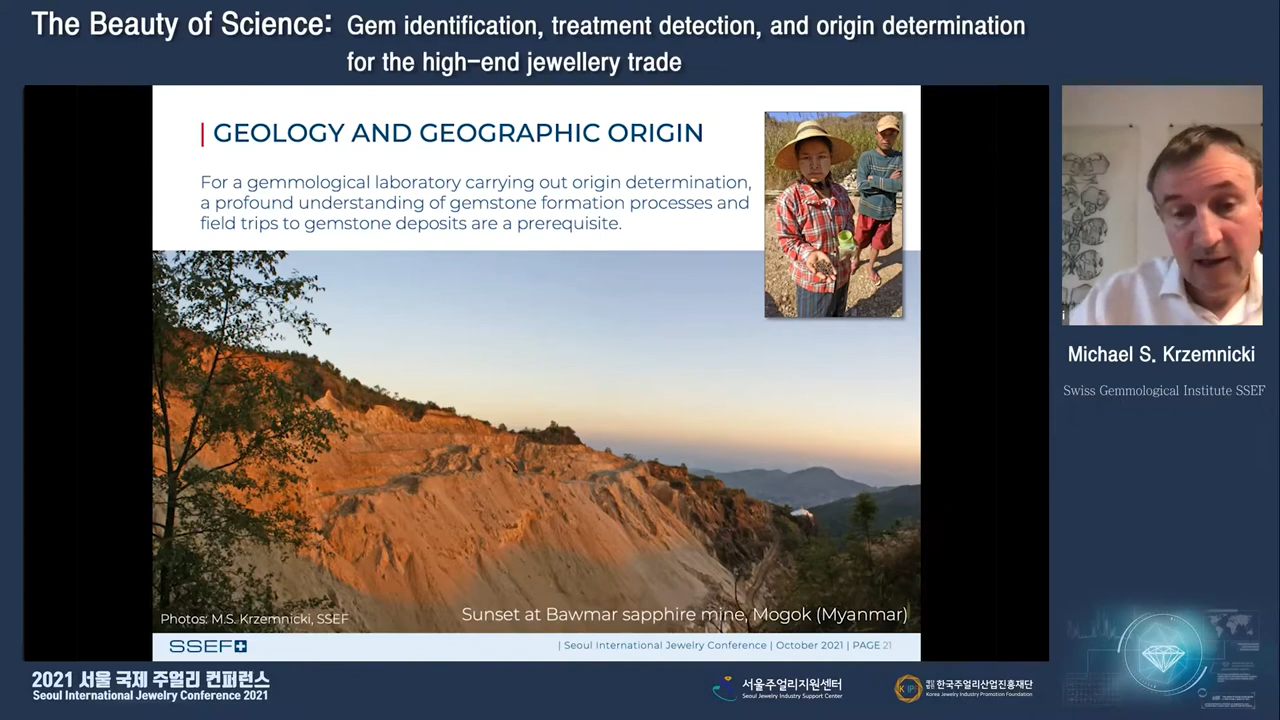 The Beauty of Science: Gem identification, treatment detection, and origin determination
for the high-end jewellery trade
| GEOLOGY AND GEOGRAPHIC ORIGIN
For a gemmological laboratory carrying out origin determination,
a profound understanding of gemstone formation processes and
field trips to gemstone deposits are a prerequisite.
Michael S. Krzemnicki
Swiss Gemmological Institute SSEF
Photos: M.S. Krzemnicki, SSEF
Sunset at Bawmar sapphire mine, Mogok (Myanmar)
SSEF
| Seoul International Jewelry Conference | October 2021 | PAGE 21
2021 서울 국제 주얼리 컨퍼런스
Seoul International Jewelry Conference 2021
서울주얼리지원센터
Seoul Jewelry Industry Support Center
한국주얼리산업진흥재단
Korea Jewelry Industry Promotion Foundation